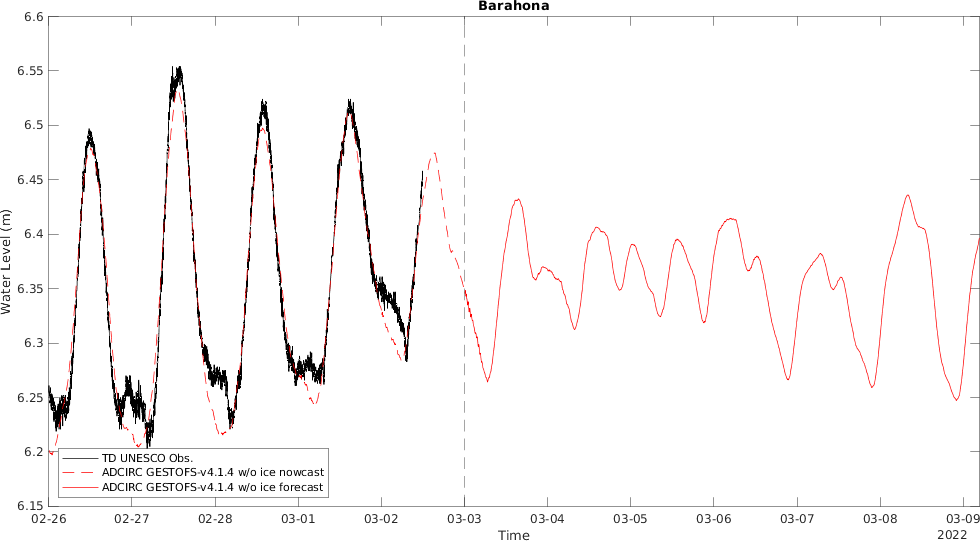 Barahona
6.6
6.55
6.5
6.45
6.4
6.35
6.3
6.25
6.2
6.15
Water Level (m)
TD UNESCO Obs.
ADCIRC GESTOFS-v4.1.4 w/o ice nowcast
ADCIRC GESTOFS-v4.1.4 w/o ice forecast
02-26 02-27 02-28 03-01 03-02 03-03 03-04 03-05 03-06 03-07 03-08 03-09
Time
2022